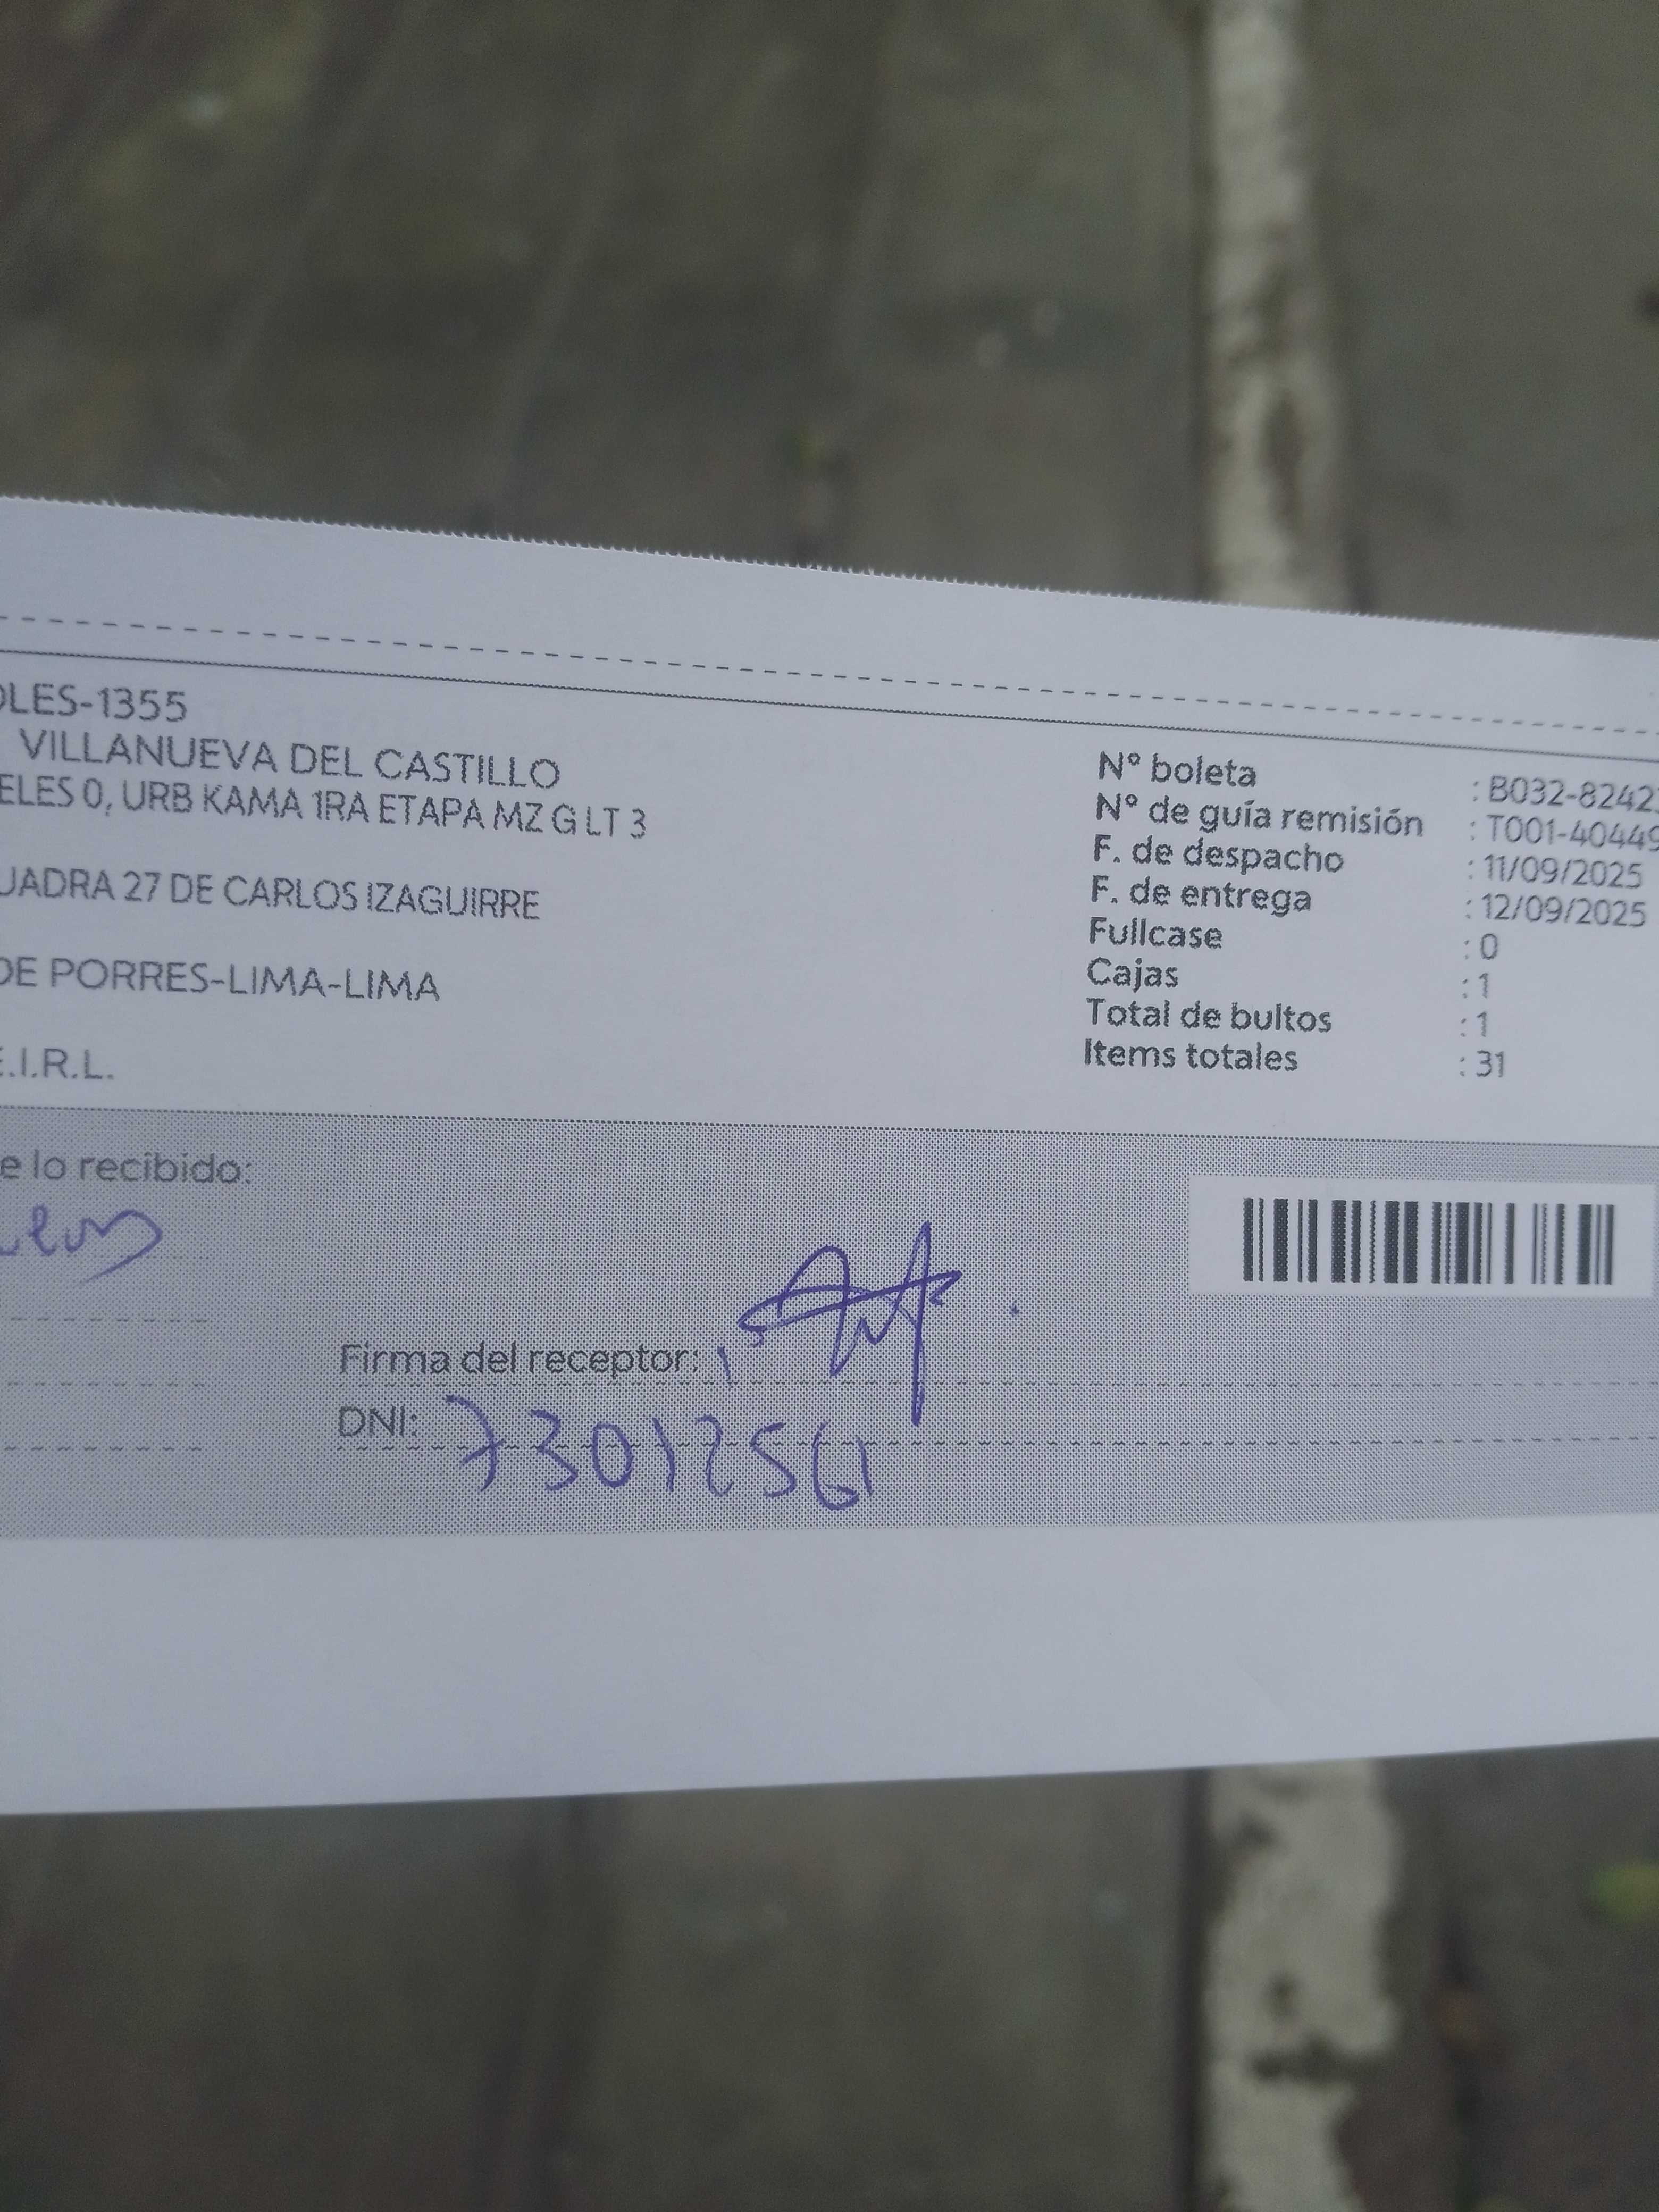 OLES-1355
VILLANUEVA DEL CASTILLO
ELES 0, URB KAMA 1RA ETAPA MZ G LT 3
UADRA 27 DE CARLOS IZAGUIRRE
DE PORRES-LIMA-LIMA
E.I.R.L.
N° boleta : B032-8242
N° de guía remisión : T001-40449
F. de despacho : 11/09/2025
F. de entrega : 12/09/2025
Fullcase : 0
Cajas : 1
Total de bultos : 1
Items totales : 31
e lo recibido:
Firma del receptor:
DNI: 73012561